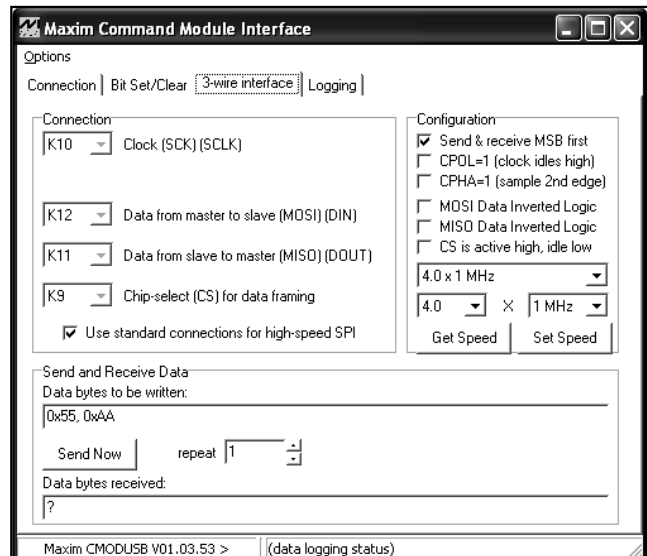 Maxim Command Module Interface
Options
Connection
Bit Set/Clear
3-wire interface
Logging
Connection
K10
Clock (SCK) (SCLK)
K12
Data from master to slave (MOSI) (DIN)
K11
Data from slave to master (MISO) (DOUT)
K9
Chip-select (CS) for data framing
Use standard connections for high-speed SPI
Configuration
Send & receive MSB first
CPOL=1 (clock idles high)
CPHA=1 (sample 2nd edge)
MOSI Data Inverted Logic
MISO Data Inverted Logic
CS is active high, idle low
4.0 x 1 MHz
4.0 X 1 MHz
Get Speed
Set Speed
Send and Receive Data
Data bytes to be written:
0x55, 0xAA
Send Now
repeat 1
Data bytes received:
?
Maxim CMODUSB V01.03.53 >
(data logging status)